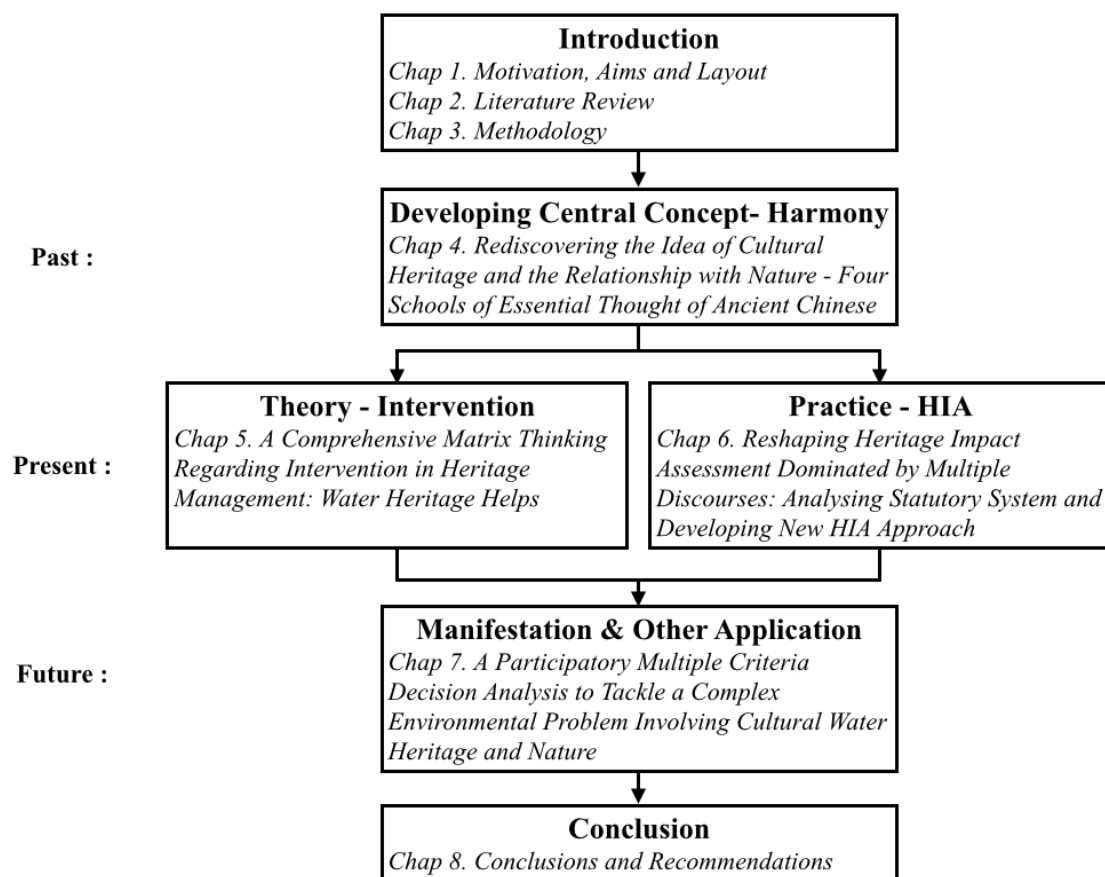 Introduction
Chap 1. Motivation, Aims and Layout
Chap 2. Literature Review
Chap 3. Methodology
Past :
Developing Central Concept- Harmony
Chap 4. Rediscovering the Idea of Cultural
Heritage and the Relationship with Nature - Four
Schools of Essential Thought of Ancient Chinese
Present :
Theory - Intervention
Chap 5. A Comprehensive Matrix Thinking
Regarding Intervention in Heritage
Management: Water Heritage Helps
Practice - HIA
Chap 6. Reshaping Heritage Impact
Assessment Dominated by Multiple
Discourses: Analysing Statutory System and
Developing New HIA Approach
Future :
Manifestation & Other Application
Chap 7. A Participatory Multiple Criteria
Decision Analysis to Tackle a Complex
Environmental Problem Involving Cultural Water
Heritage and Nature
Conclusion
Chap 8. Conclusions and Recommendations